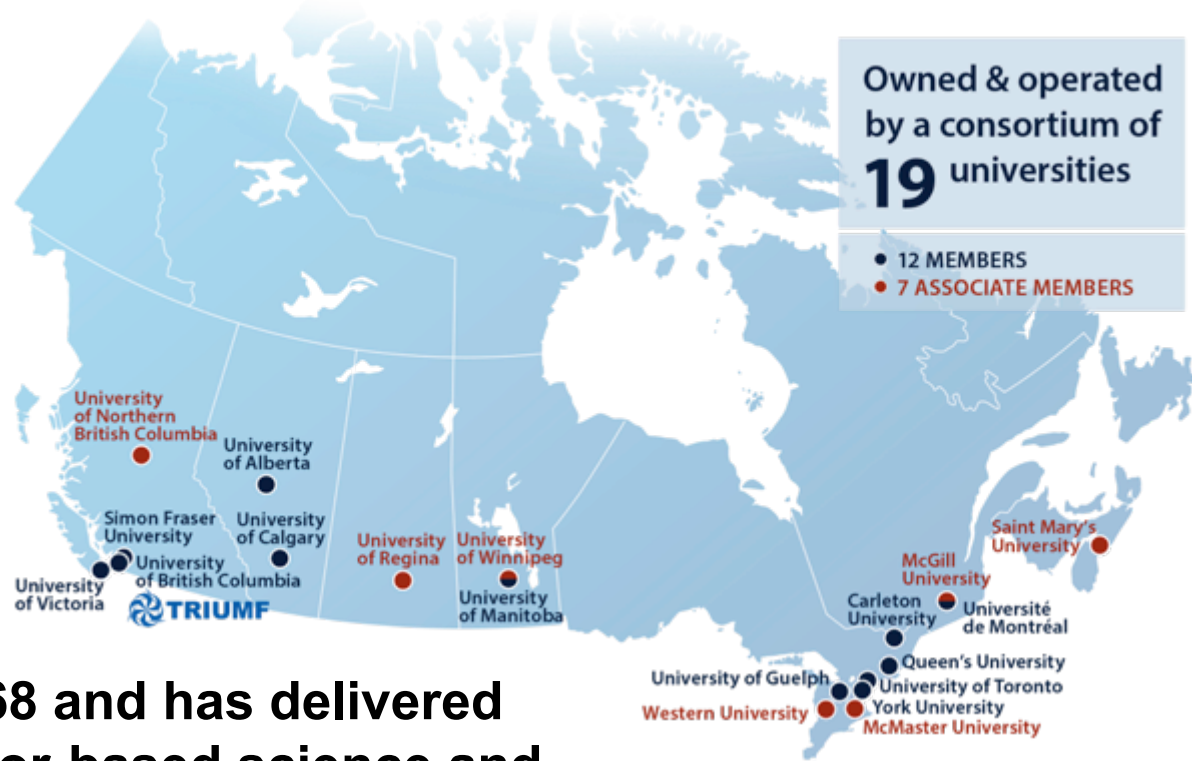 Owned & operated
by a consortium of
19 universities
12 MEMBERS
7 ASSOCIATE MEMBERS
University
of Northern
British Columbia
University
of Alberta
Simon Fraser
University
University
of Calgary
University
of British Columbia
University
of Victoria
TRIUMF
University
of Regina
University
of Winnipeg
University
of Manitoba
Saint Mary's
University
McGill
University
Carleton
University
Université
de Montréal
Queen's University
University of Guelph
University of Toronto
York University
Western University
McMaster University
68 and has delivered
based science and